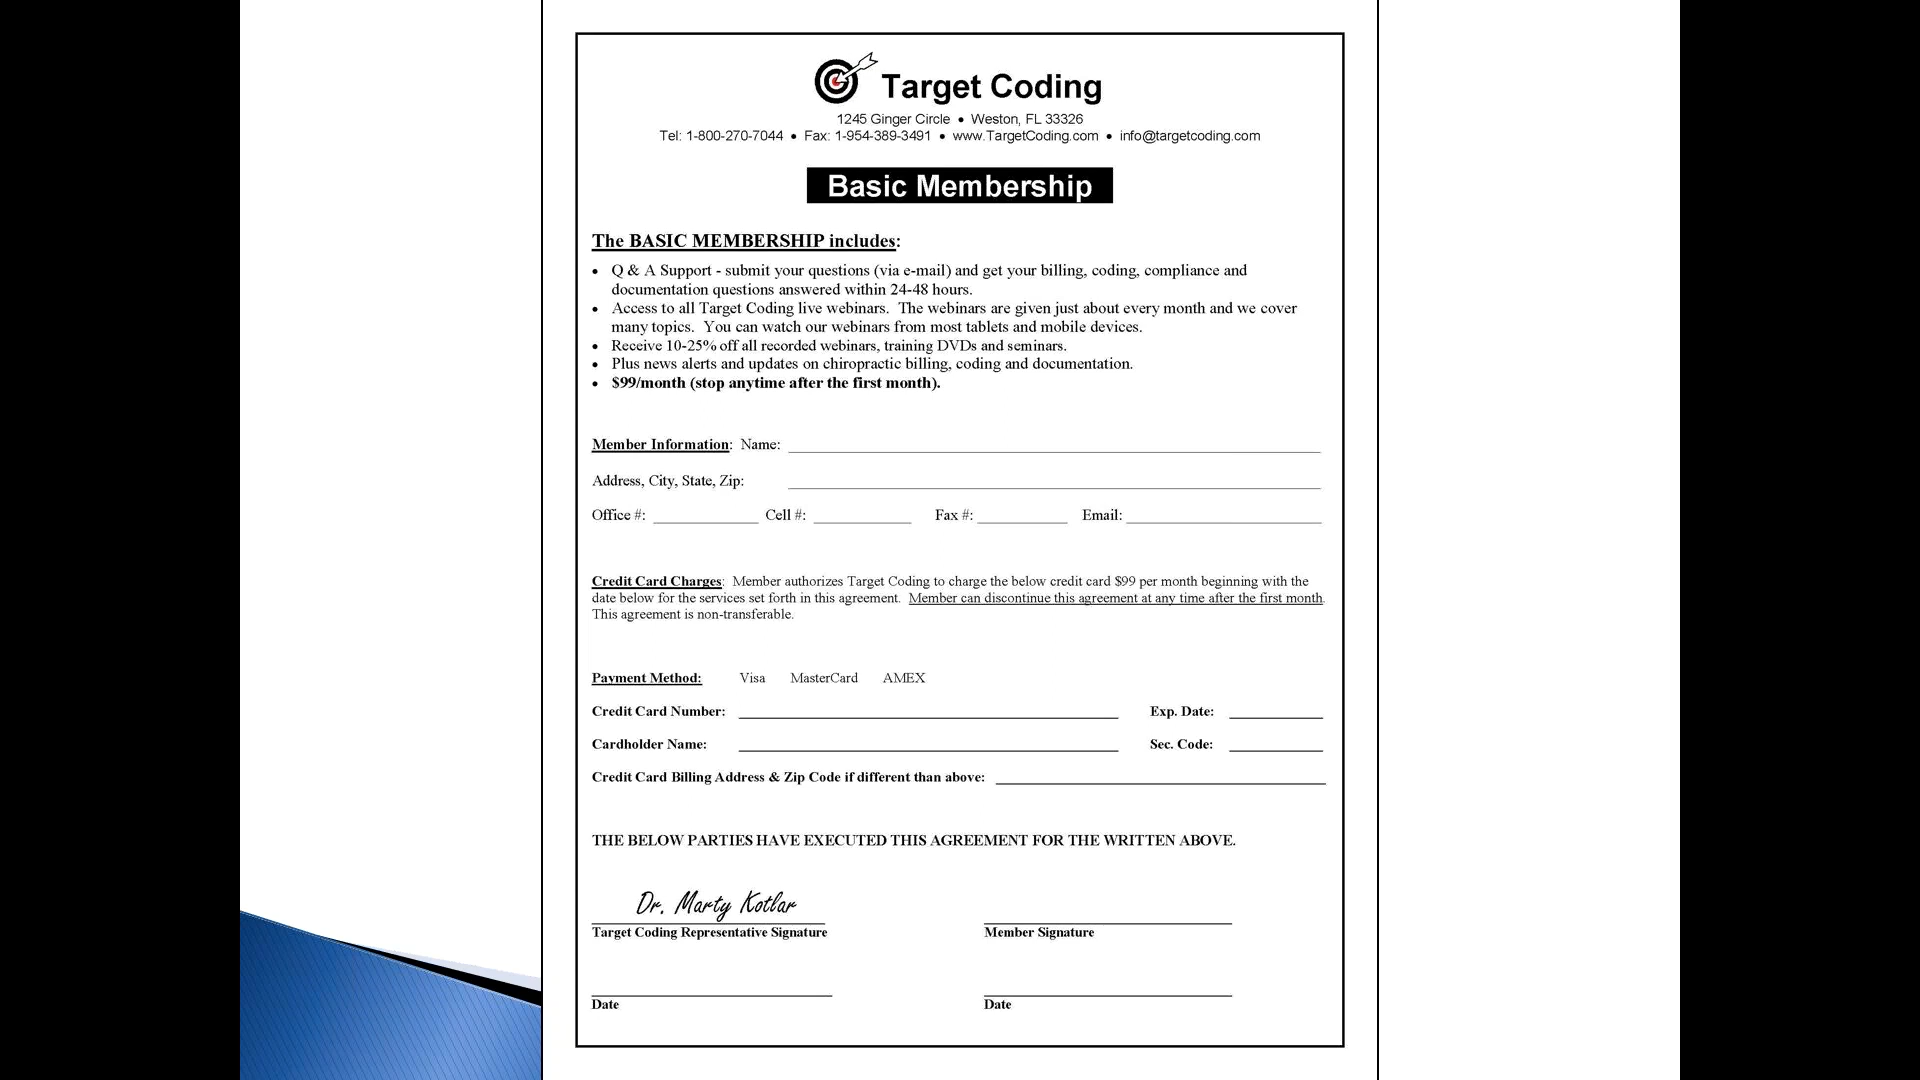 Target Coding
1245 Ginger Circle • Weston, FL 33326
Tel: 1-800-270-7044 • Fax: 1-954-389-3491 • www.TargetCoding.com • info@targetcoding.com
Basic Membership
The BASIC MEMBERSHIP includes:
• Q & A Support - submit your questions (via e-mail) and get your billing, coding, compliance and
documentation questions answered within 24-48 hours.
• Access to all Target Coding live webinars. The webinars are given just about every month and we cover
many topics. You can watch our webinars from most tablets and mobile devices.
• Receive 10-25% off all recorded webinars, training DVDs and seminars.
• Plus news alerts and updates on chiropractic billing, coding and documentation.
• $99/month (stop anytime after the first month).
Member Information: Name:
Address, City, State, Zip:
Office #: Cell #: Fax #: Email:
Credit Card Charges: Member authorizes Target Coding to charge the below credit card $99 per month beginning with the
date below for the services set forth in this agreement. Member can discontinue this agreement at any time after the first month.
This agreement is non-transferable.
Payment Method: Visa MasterCard AMEX
Credit Card Number: Exp. Date:
Cardholder Name: Sec. Code:
Credit Card Billing Address & Zip Code if different than above:
THE BELOW PARTIES HAVE EXECUTED THIS AGREEMENT FOR THE WRITTEN ABOVE.
Dr. Marty Kotlar
Target Coding Representative Signature Member Signature
Date Date